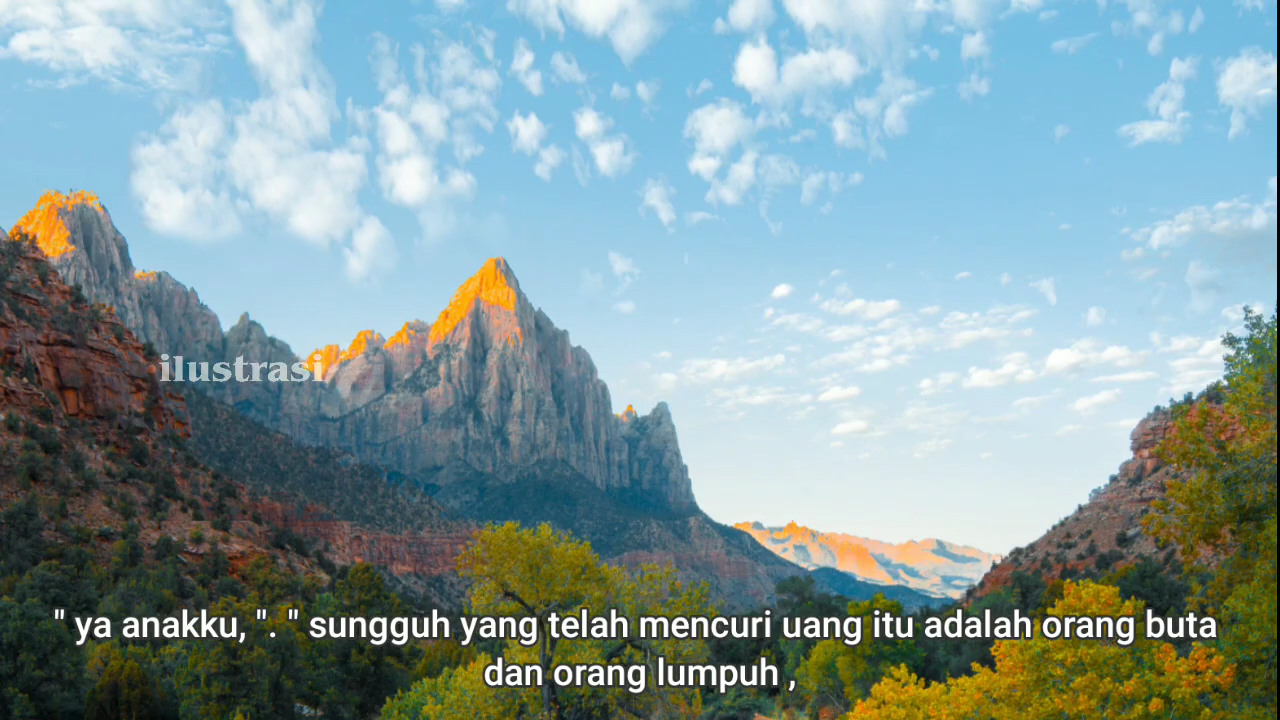 ilustrasi
" ya anakku, ". " sungguh yang telah mencuri uang itu adalah orang buta
dan orang lumpuh ,